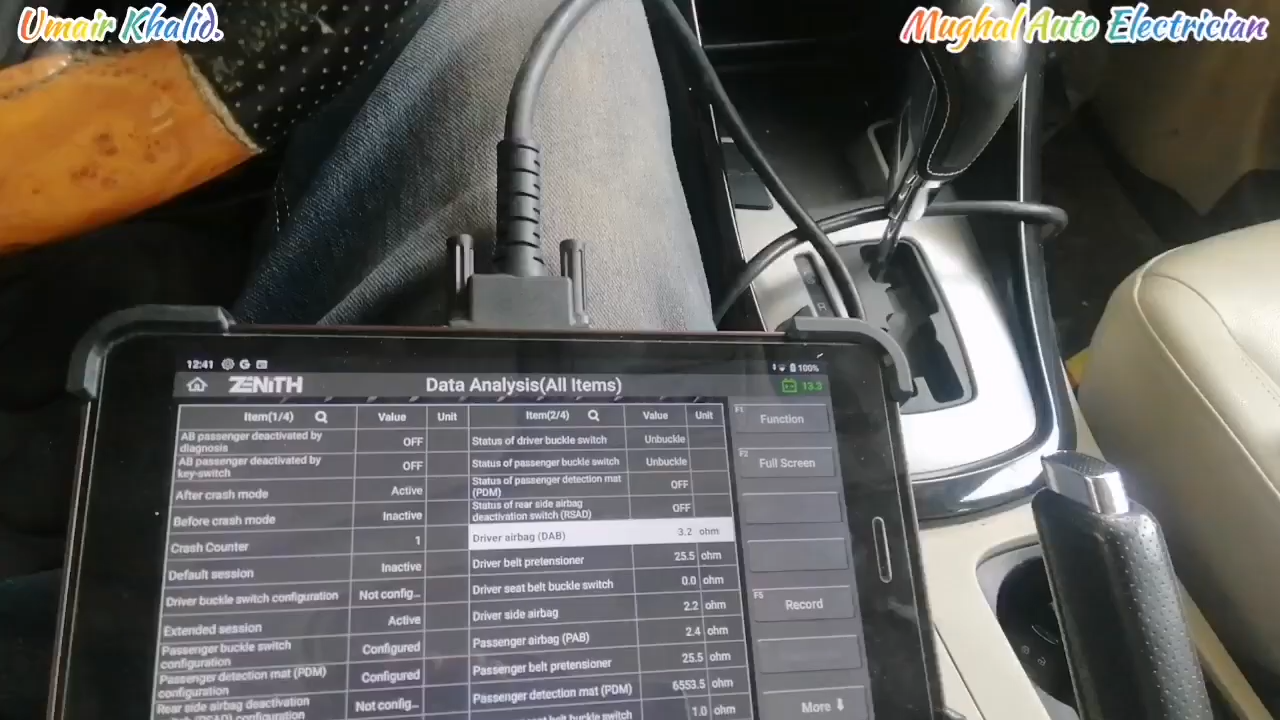 Umair Khalid.
Mughal Auto Electrician
12:41
100%
ZENITH
Data Analysis(All Items)
13.3
Item(1/4) Value Unit Item(2/4) Value Unit
F1 Function
AB passenger deactivated by diagnosis OFF
Status of driver buckle switch Unbuckle
AB passenger deactivated by key-switch OFF
Status of passenger buckle switch Unbuckle
F2 Full Screen
After crash mode Active
Status of passenger detection mat (PDM) OFF
Before crash mode Inactive
Status of rear side airbag deactivation switch (RSAD) OFF
Crash Counter 1
Driver airbag (DAB) 3.2 ohm
Default session Inactive
Driver belt pretensioner 25.5 ohm
Driver buckle switch configuration Not config...
Driver seat belt buckle switch 0.0 ohm
F5 Record
Extended session Active
Driver side airbag 2.2 ohm
Passenger buckle switch configuration Configured
Passenger airbag (PAB) 2.4 ohm
Passenger detection mat (PDM) configuration Configured
Passenger belt pretensioner 25.5 ohm
Rear side airbag deactivation Not config...
Passenger detection mat (PDM) 6553.5 ohm
More
(RSAD) configuration
seat belt buckle switch 1.0 ohm